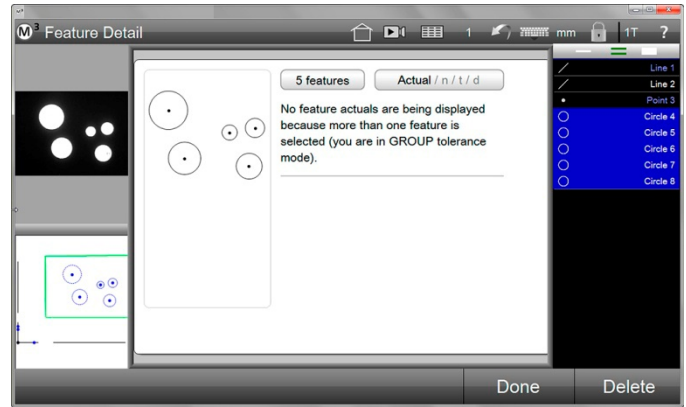 M3 Feature Detail
1
mm
1T
?
5 features
Actual / n / t / d
No feature actuals are being displayed
because more than one feature is
selected (you are in GROUP tolerance
mode).
Line 1
Line 2
Point 3
Circle 4
Circle 5
Circle 6
Circle 7
Circle 8
Done
Delete